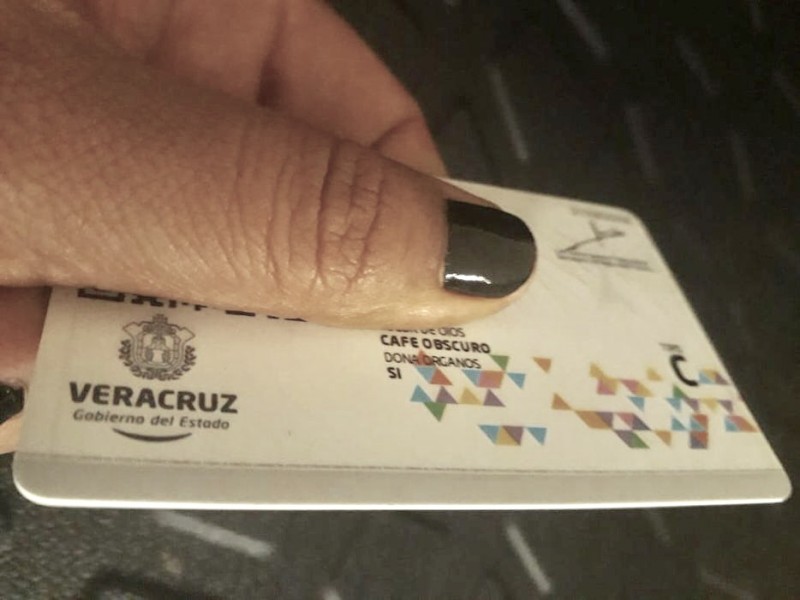 CAFE OBSCURO
DONA ORGANOS
SI
C
VERACRUZ
Gobierno del Estado